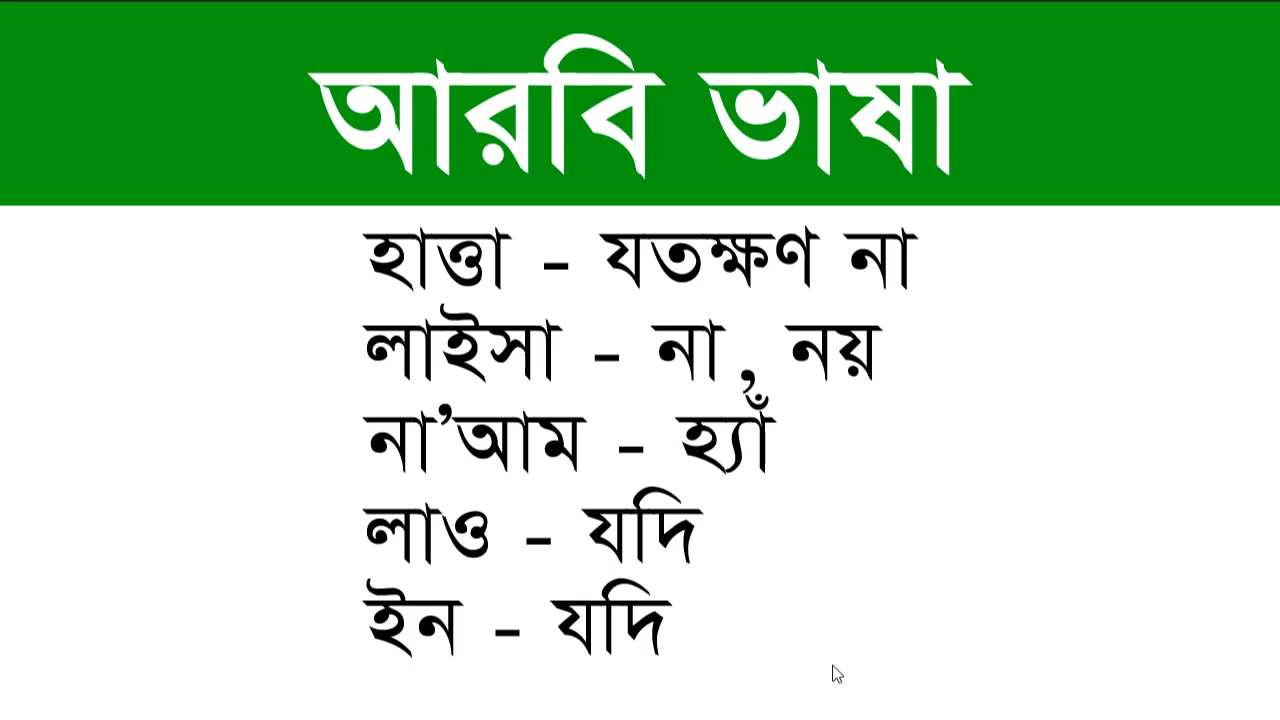 আরবি ভাষা
হাত্তা - যতক্ষণ না
লাইসা - না, নয়
না’আম - হ্যাঁ
লাও - যদি
ইন - যদি